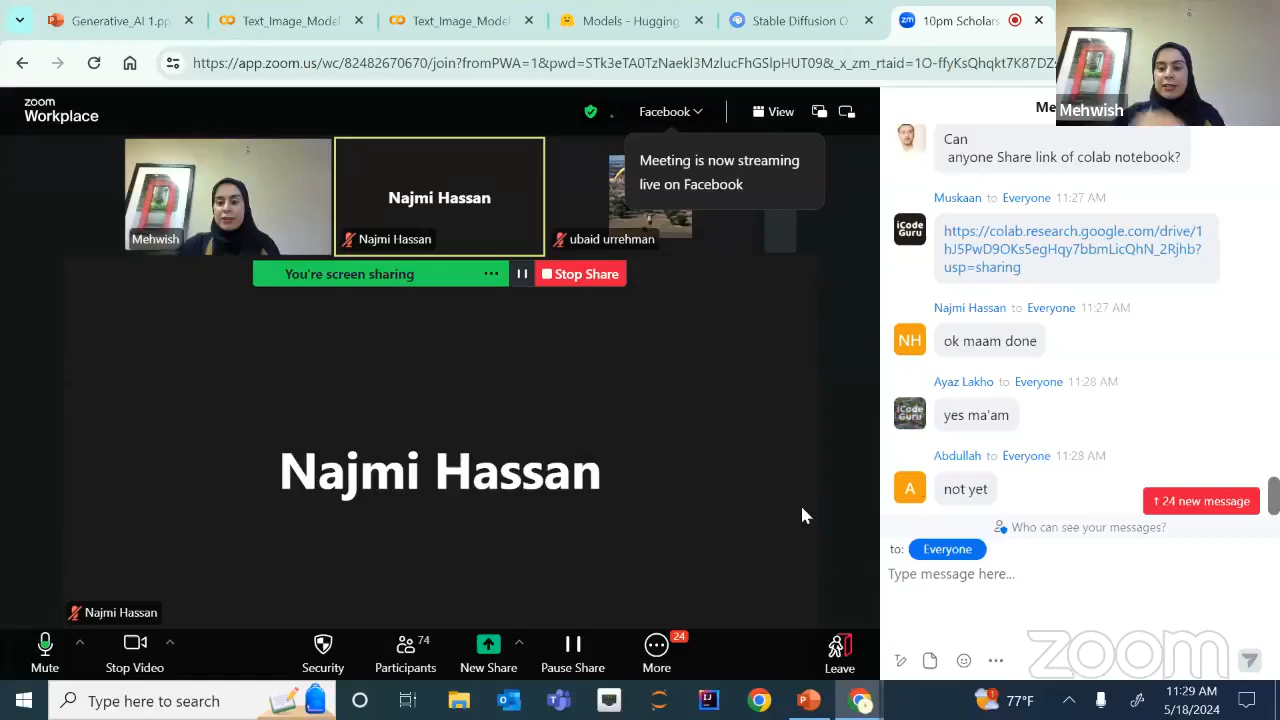 Generative_AI 1.pp
Text_Image_Model
Text_Image_Model
Models - Hugging
Stable Diffusion O
zm
10pm Scholars
https://app.zoom.us/wc/82482670670/join?fromPWA=1&pwd=STk3eTA0TzNaekl3MzlucFhGSlpHUT09&_x_zm_rtaid=1O-ffyKsQhqkt7K87DZ
Mehwish
zoom
Workplace
Facebook
View
Meeting is now streaming
live on Facebook
Mehwish
Najmi Hassan
Najmi Hassan
ubaid urrehman
You're screen sharing
Stop Share
Najmi Hassan
Najmi Hassan
Mute
Stop Video
Security
74
Participants
New Share
Pause Share
24
More
Leave
Me
Can
anyone Share link of colab notebook?
Muskaan to Everyone 11:27 AM
iCode
Guru
https://colab.research.google.com/drive/1
hJ5PwD9OKs5egHqy7bbmLicQhN_2Rjhb?
usp=sharing
Najmi Hassan to Everyone 11:27 AM
NH
ok maam done
Ayaz Lakho to Everyone 11:28 AM
iCode
Guru
yes ma'am
Abdullah to Everyone 11:28 AM
A
not yet
24 new message
Who can see your messages?
to: Everyone
Type message here...
zoom
Type here to search
77°F
11:29 AM
5/18/2024